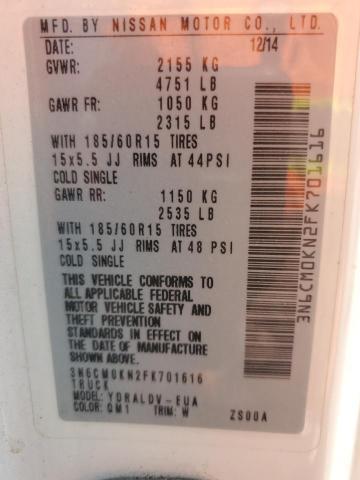 MFD. BY NISSAN MOTOR CO., LTD.
DATE: 12/14
GVWR: 2155 KG
4751 LB
GAWR FR: 1050 KG
2315 LB
WITH 185/60R15 TIRES
15x5.5 JJ RIMS AT 44PSI
COLD SINGLE
GAWR RR: 1150 KG
2535 LB
WITH 185/60R15 TIRES
15x5.5 JJ RIMS AT 48 PSI
COLD SINGLE
THIS VEHICLE CONFORMS TO
ALL APPLICABLE FEDERAL
MOTOR VEHICLE SAFETY AND
THEFT PREVENTION
STANDARDS IN EFFECT ON
THE DATE OF MANUFACTURE
SHOWN ABOVE.
3N6CM0KN2FK701616
TRUCK
MODEL: YDRALDV-EUA
COLOR: QM1 TRIM: W ZS00A
3N6CM0KN2FK701616